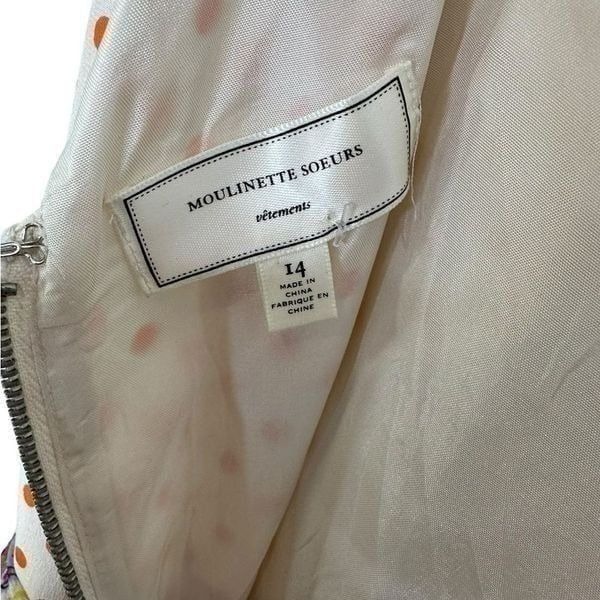 MOULINETTE SOEURS
vêtements
14
MADE IN
CHINA
FABRIQUE EN
CHINE